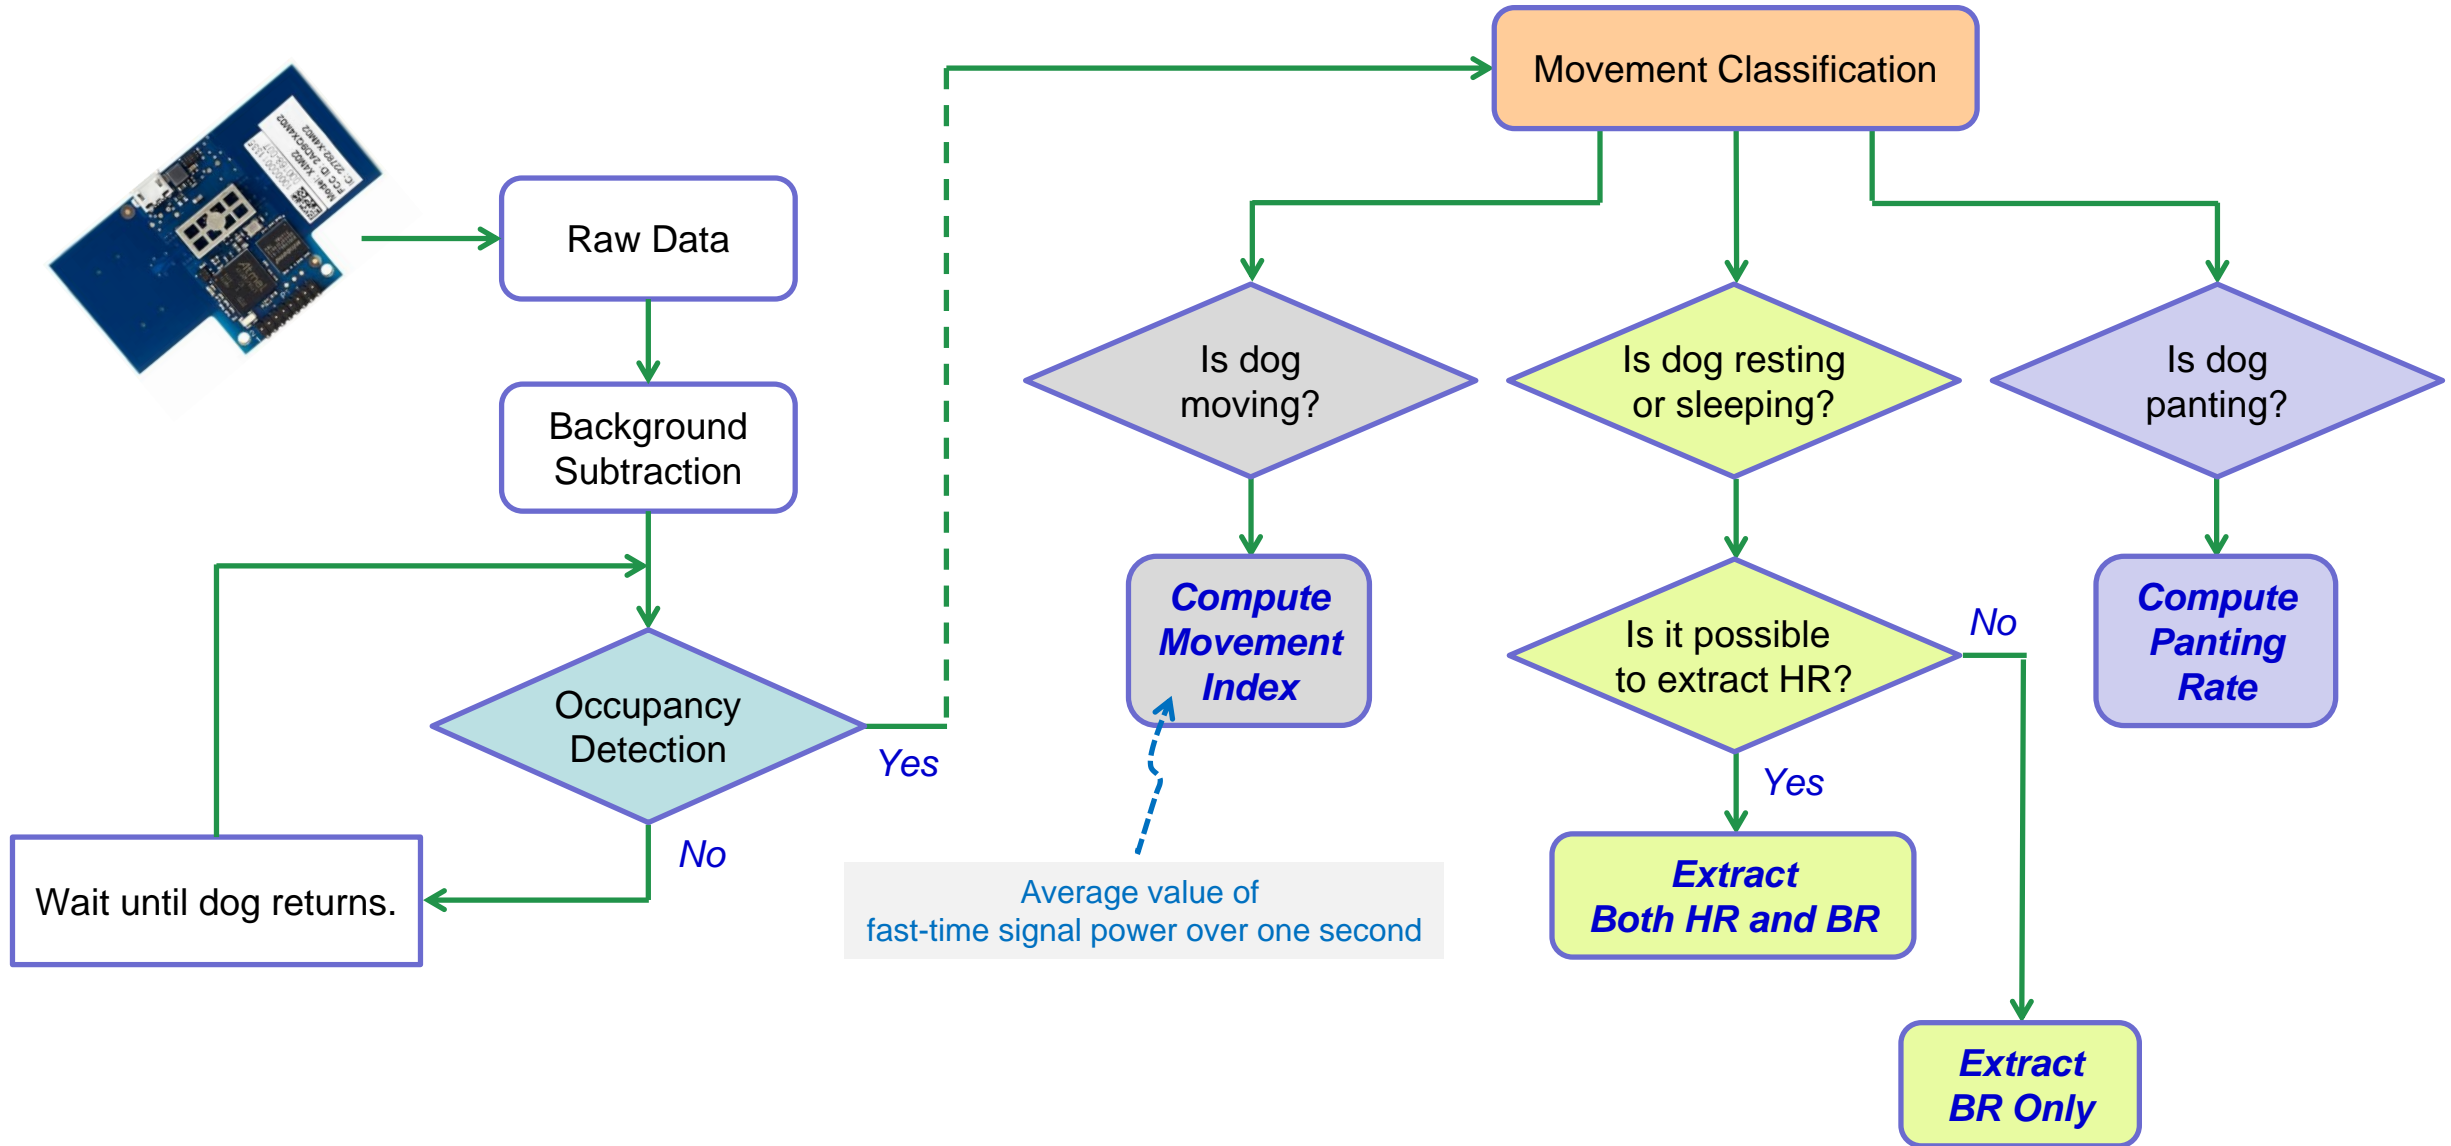 Model: X4M02
Raw Data
Background
Subtraction
Occupancy
Detection
Yes
No
Wait until dog returns.
Movement Classification
Is dog
moving?
Is dog resting
or sleeping?
Is dog
panting?
Compute
Movement
Index
Average value of
fast-time signal power over one second
Is it possible
to extract HR?
No
Yes
Extract
Both HR and BR
Extract
BR Only
Compute
Panting
Rate